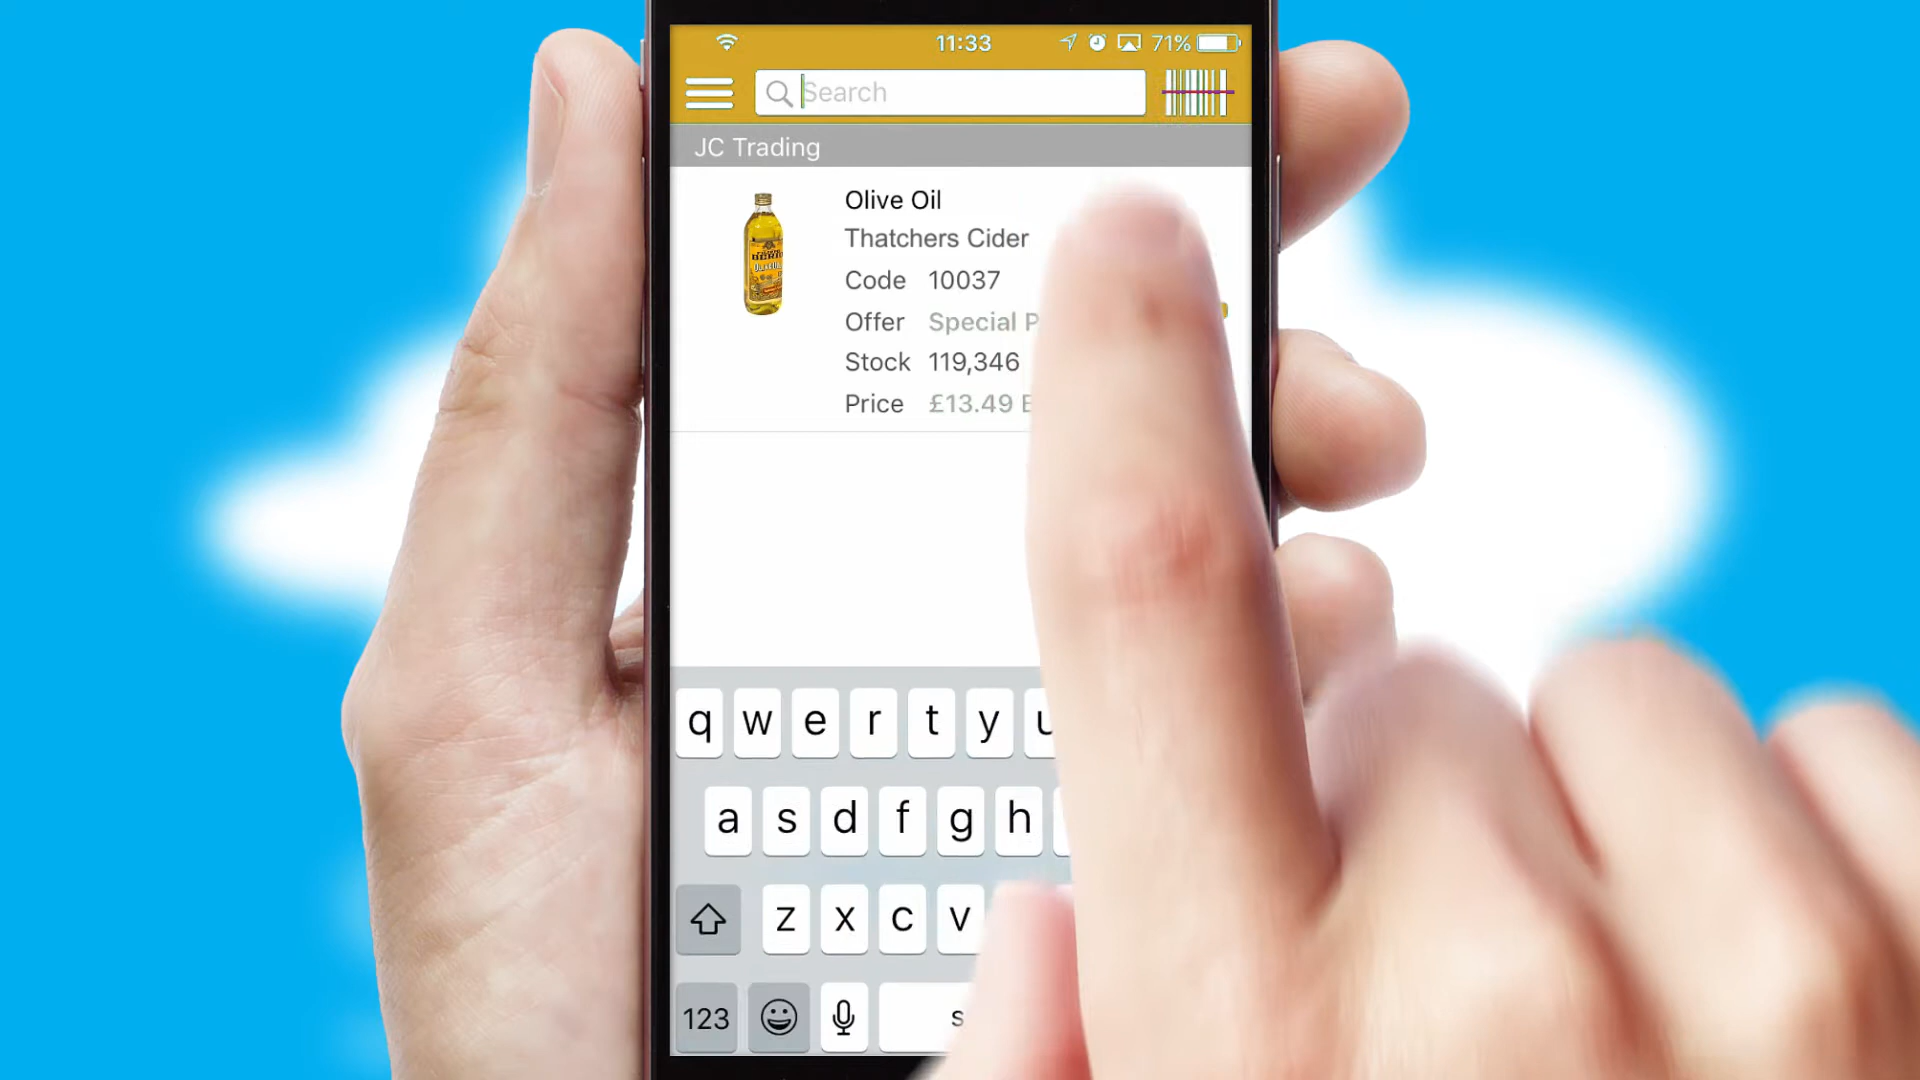 11:33 71%
Search
JC Trading
Olive Oil
Thatchers Cider
Code 10037
Offer Special P
Stock 119,346
Price £13.49 E
q w e r t y u
a s d f g h
z x c v
123 s